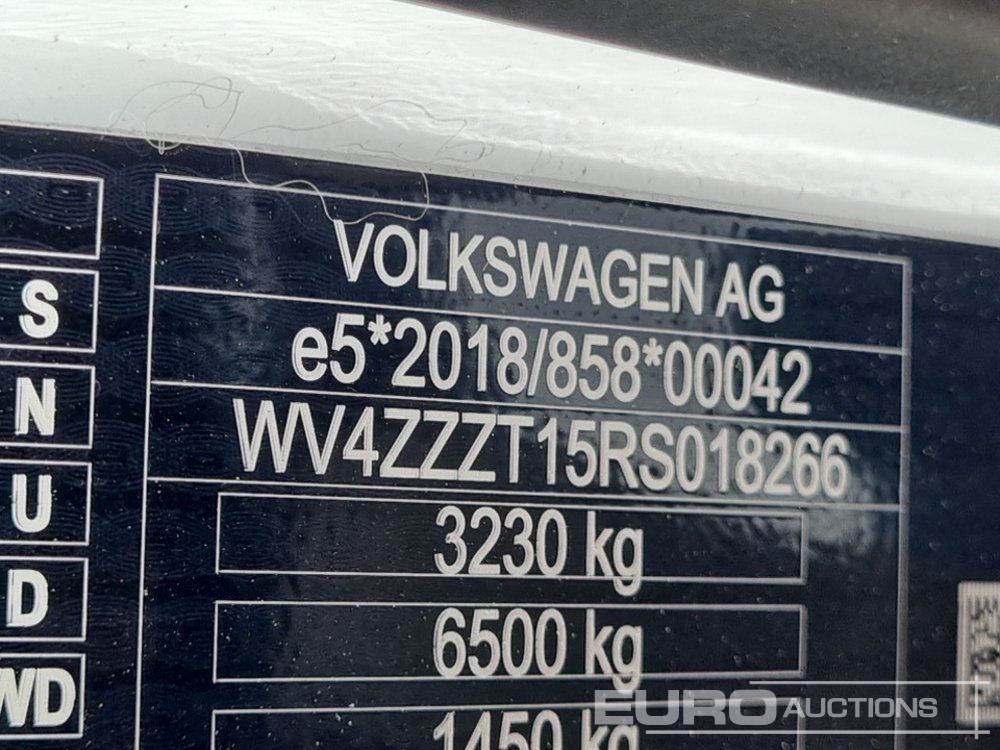 VOLKSWAGEN AG
e5*2018/858*00042
WV4ZZZT15RS018266
3230 kg
6500 kg
1450 kg
S
N
U
D
WD
EURO AUCTIONS